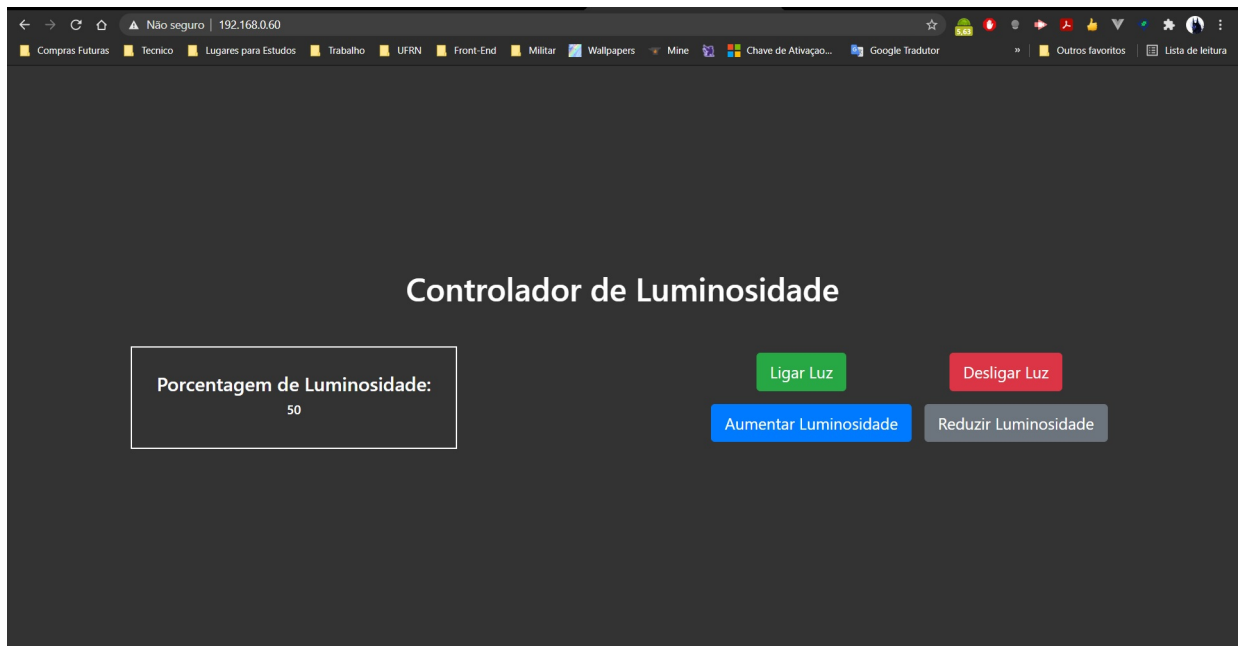 Não seguro | 192.168.0.60
5,63
Compras Futuras Tecnico Lugares para Estudos Trabalho UFRN Front-End Militar Wallpapers Mine Chave de Ativaçao... Google Tradutor » Outros favoritos Lista de leitura
Controlador de Luminosidade
Porcentagem de Luminosidade:
50
Ligar Luz Desligar Luz
Aumentar Luminosidade Reduzir Luminosidade